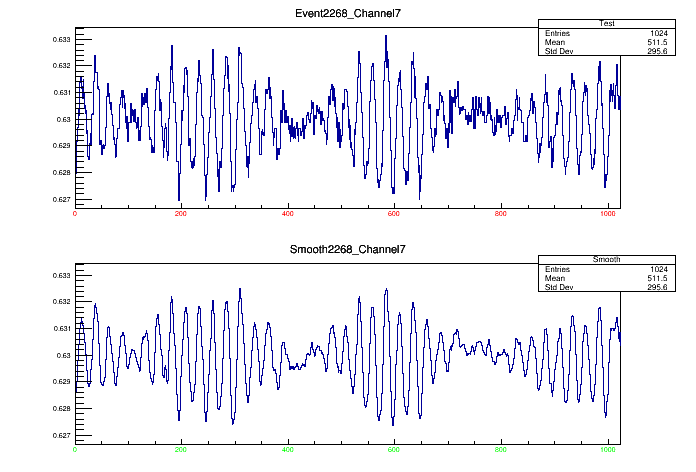 Event2268_Channel7
Test
Entries 1024
Mean 511.5
Std Dev 295.6
0.633
0.632
0.631
0.63
0.629
0.628
0.627
0 200 400 600 800 1000
Smooth2268_Channel7
Smooth
Entries 1024
Mean 511.5
Std Dev 295.6
0.633
0.632
0.631
0.63
0.629
0.628
0.627
0 200 400 600 800 1000